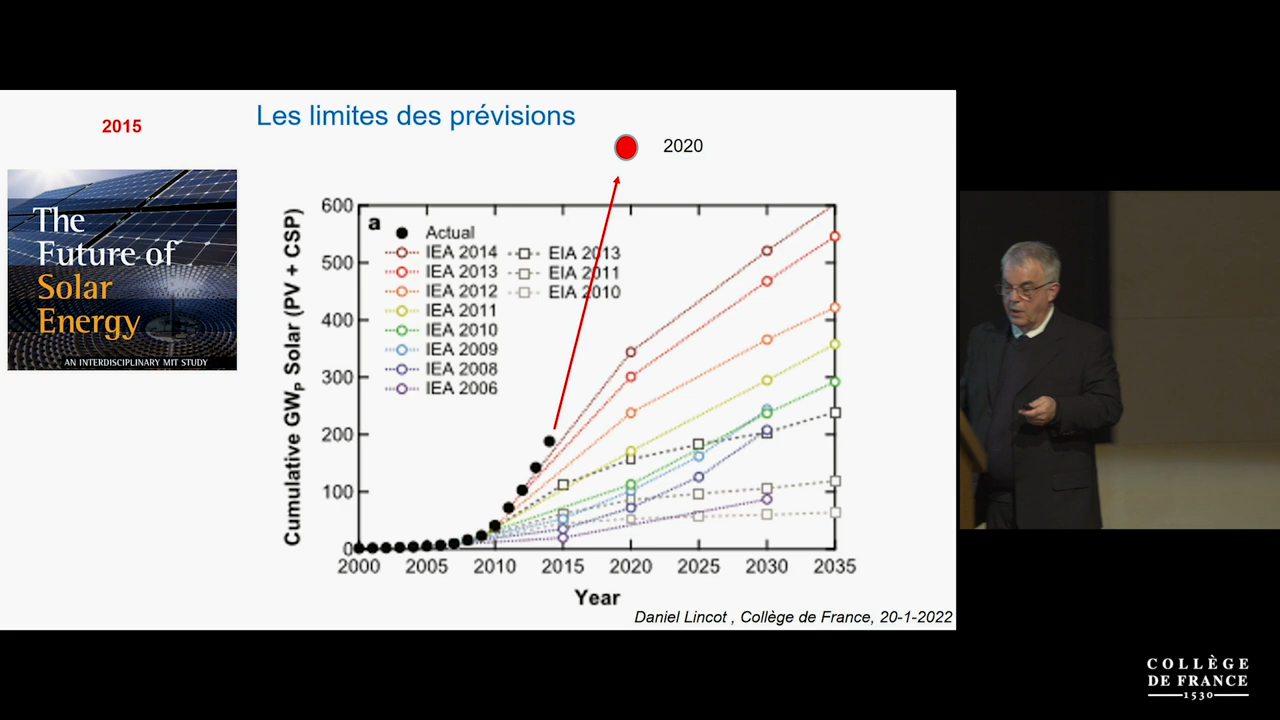 2015
Les limites des prévisions
2020
The
Future of
Solar
Energy
AN INTERDISCIPLINARY MIT STUDY
Cumulative GWP Solar (PV + CSP)
600
500
400
300
200
100
0
a
Actual
IEA 2014
IEA 2013
IEA 2012
IEA 2011
IEA 2010
IEA 2009
IEA 2008
IEA 2006
EIA 2013
EIA 2011
EIA 2010
2000 2005 2010 2015 2020 2025 2030 2035
Year
Daniel Lincot , Collège de France, 20-1-2022
COLLÈGE
DE FRANCE
1530